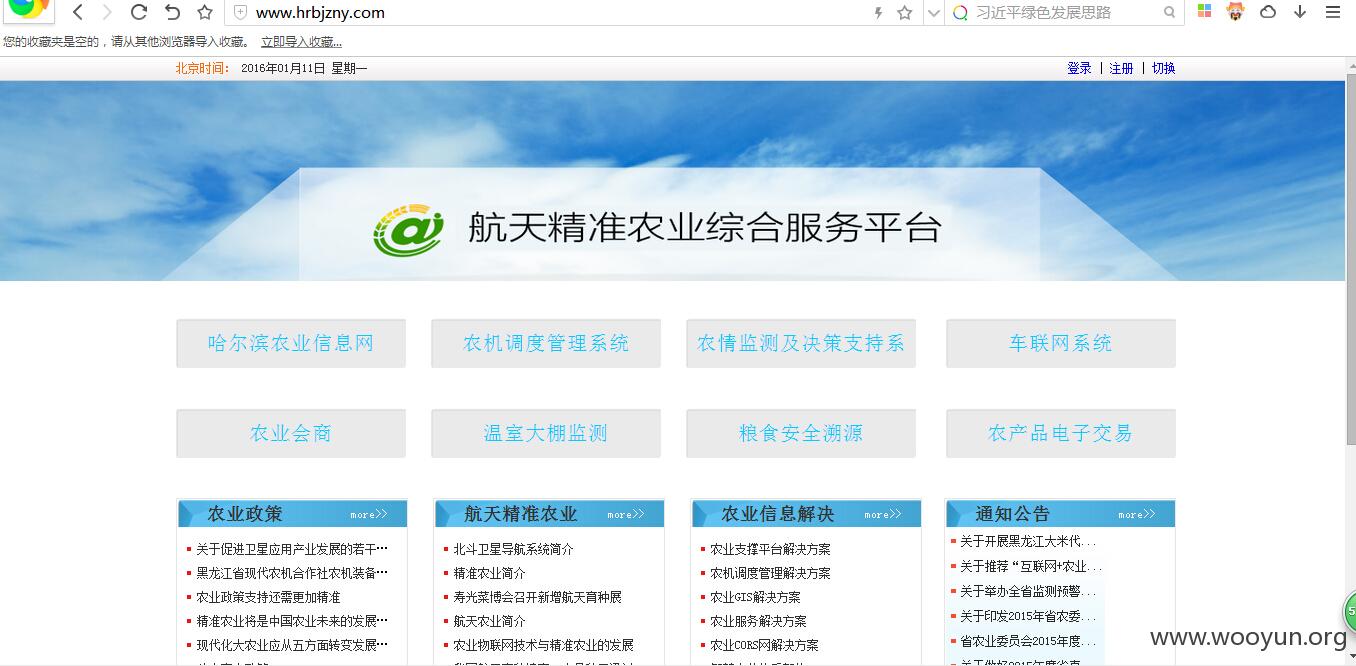 www.hrbjzny.com
习近平绿色发展思路
您的收藏夹是空的，请从其他浏览器导入收藏。 立即导入收藏...
北京时间： 2016年01月11日 星期一
登录 | 注册 | 切换
航天精准农业综合服务平台
哈尔滨农业信息网
农机调度管理系统
农情监测及决策支持系
车联网系统
农业会商
温室大棚监测
粮食安全溯源
农产品电子交易
农业政策 more>>
关于促进卫星应用产业发展的若干…
黑龙江省现代农机合作社农机装备…
农业政策支持还需更加精准
精准农业将是中国农业未来的发展…
现代化大农业应从五方面转变发展…
航天精准农业 more>>
北斗卫星导航系统简介
精准农业简介
寿光菜博会召开新增航天育种展
航天农业简介
农业物联网技术与精准农业的发展
农业信息解决 more>>
农业支撑平台解决方案
农机调度管理解决方案
农业GIS解决方案
农业服务解决方案
农业CORS网解决方案
通知公告 more>>
关于开展黑龙江大米代...
关于推荐“互联网+农业...
关于举办全省监测预警...
关于印发2015年省农委...
省农业委员会2015年度...
www.wooyun.org